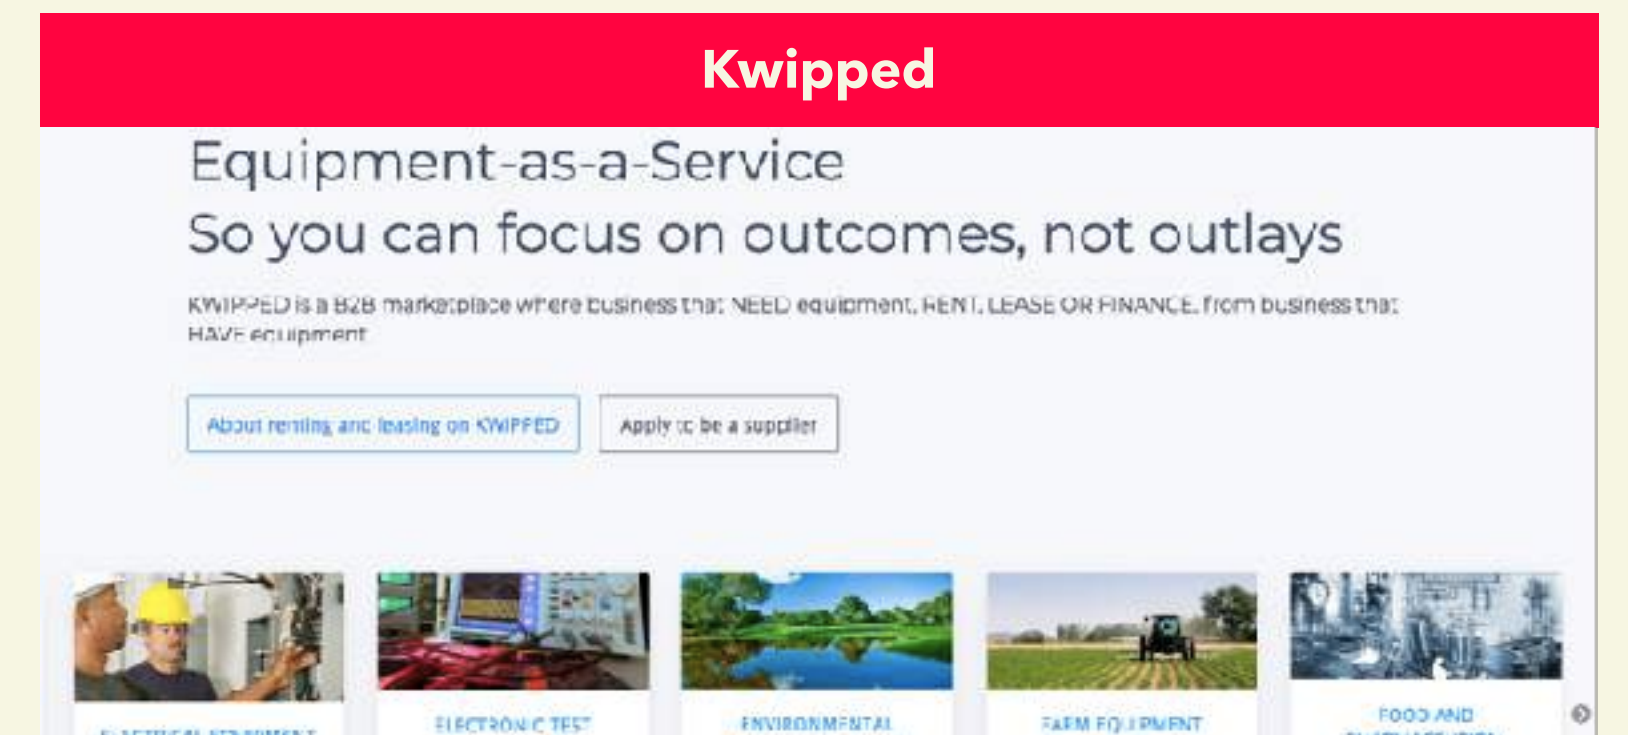 Kwipped
Equipment-as-a-Service
So you can focus on outcomes, not outlays
KWIPPED is a B2B marketplace where business that NEED equipment, RENT, LEASE OR FINANCE, from business that
HAVE equipment
About renting and leasing on KWIPPED
Apply to be a supplier
ELECTRICAL EQUIPMENT
ELECTRONIC TEST
ENVIRONMENTAL
FARM EQUIPMENT
FOOD AND